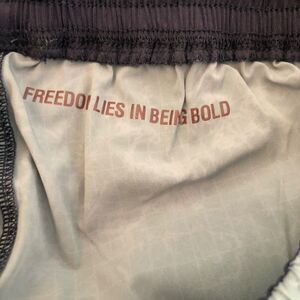 FREEDOM LIES IN BEING BOLD